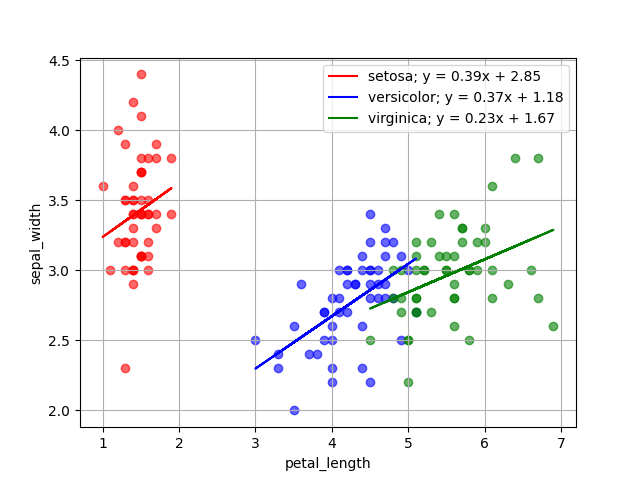 4.5
4.0
3.5
3.0
2.5
2.0
sepal_width
setosa; y = 0.39x + 2.85
versicolor; y = 0.37x + 1.18
virginica; y = 0.23x + 1.67
1 2 3 4 5 6 7
petal_length